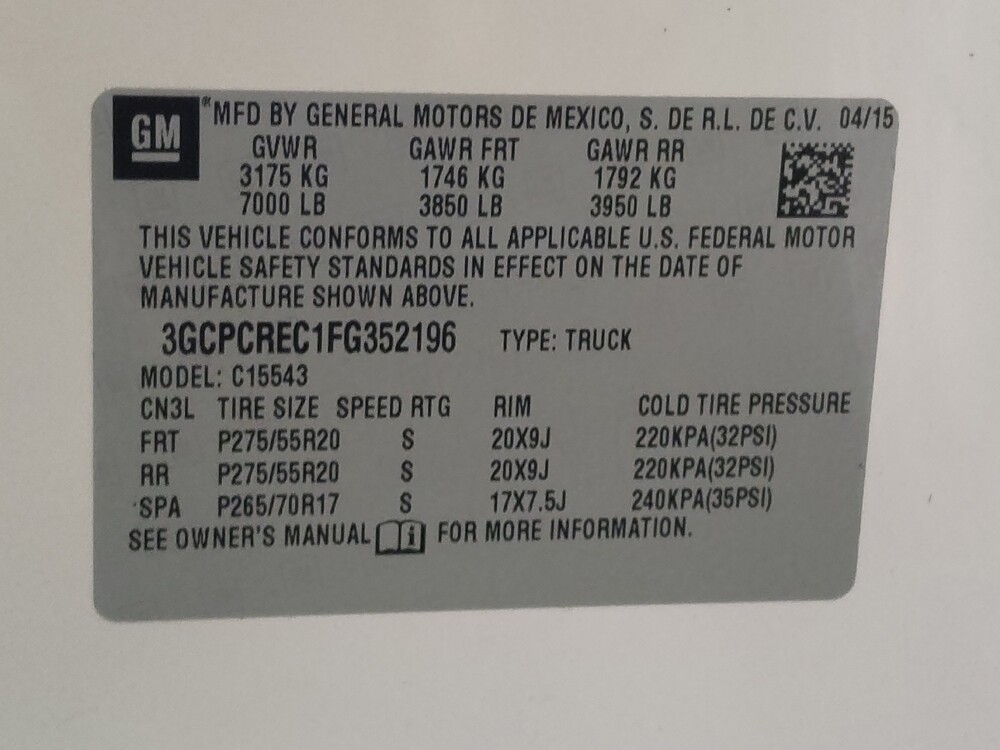 GM
®MFD BY GENERAL MOTORS DE MEXICO, S. DE R.L. DE C.V. 04/15
GVWR GAWR FRT GAWR RR
3175 KG 1746 KG 1792 KG
7000 LB 3850 LB 3950 LB
THIS VEHICLE CONFORMS TO ALL APPLICABLE U.S. FEDERAL MOTOR
VEHICLE SAFETY STANDARDS IN EFFECT ON THE DATE OF
MANUFACTURE SHOWN ABOVE.
3GCPCREC1FG352196 TYPE: TRUCK
MODEL: C15543
CN3L TIRE SIZE SPEED RTG RIM COLD TIRE PRESSURE
FRT P275/55R20 S 20X9J 220KPA(32PSI)
RR P275/55R20 S 20X9J 220KPA(32PSI)
SPA P265/70R17 S 17X7.5J 240KPA(35PSI)
SEE OWNER'S MANUAL i FOR MORE INFORMATION.